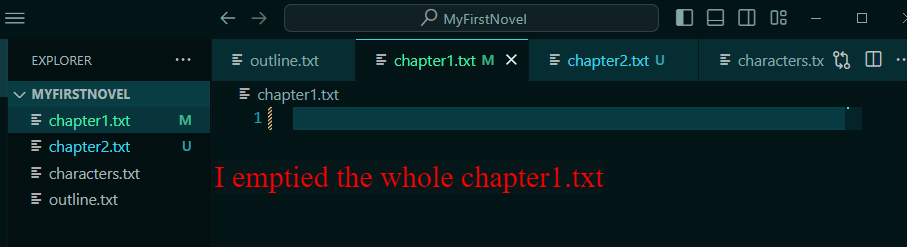 MyFirstNovel
EXPLORER
outline.txt
chapter1.txt M
chapter2.txt U
characters.tx
MYFIRSTNOVEL
chapter1.txt M
chapter2.txt U
characters.txt
outline.txt
chapter1.txt
1
I emptied the whole chapter1.txt